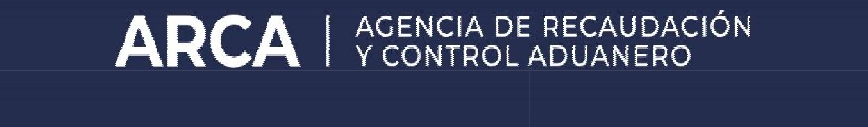 ARCA
AGENCIA DE RECAUDACIÓN
Y CONTROL ADUANERO